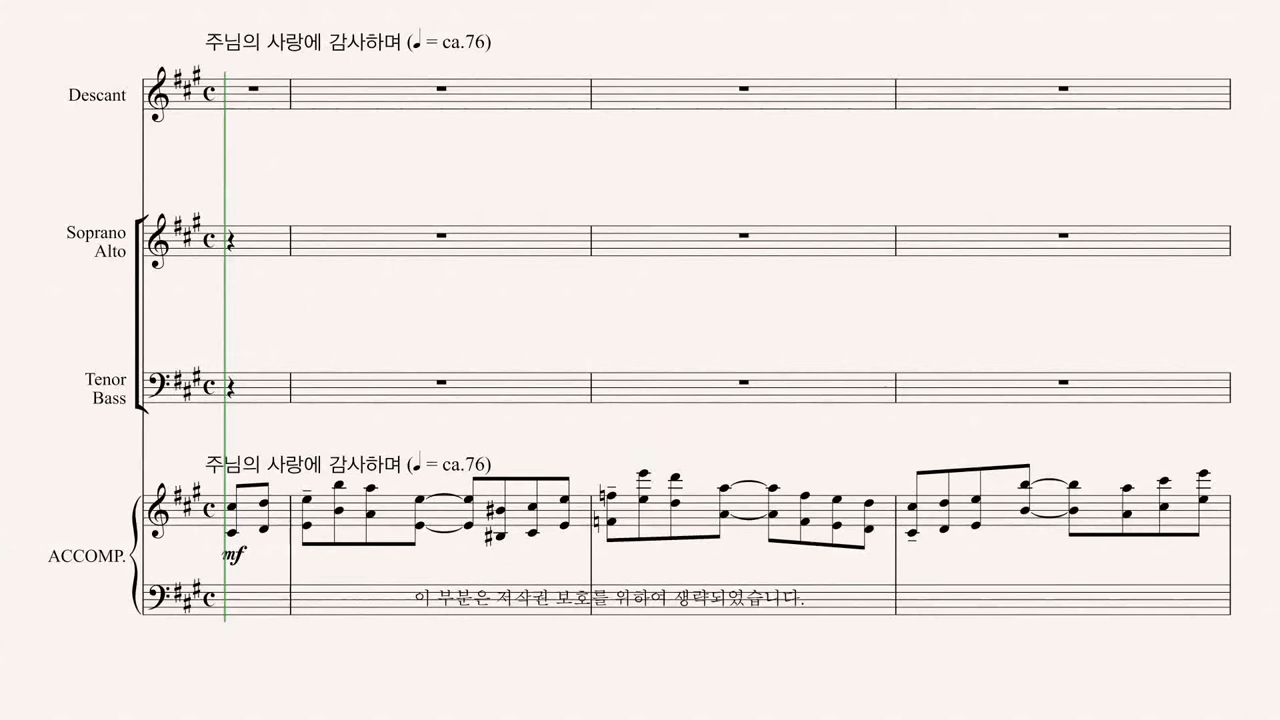 주님의 사랑에 감사하며 (♩ = ca.76)
Descant
Soprano
Alto
Tenor
Bass
주님의 사랑에 감사하며 (♩ = ca.76)
ACCOMP.
mf
이 부분은 저작권 보호를 위하여 생략되었습니다.